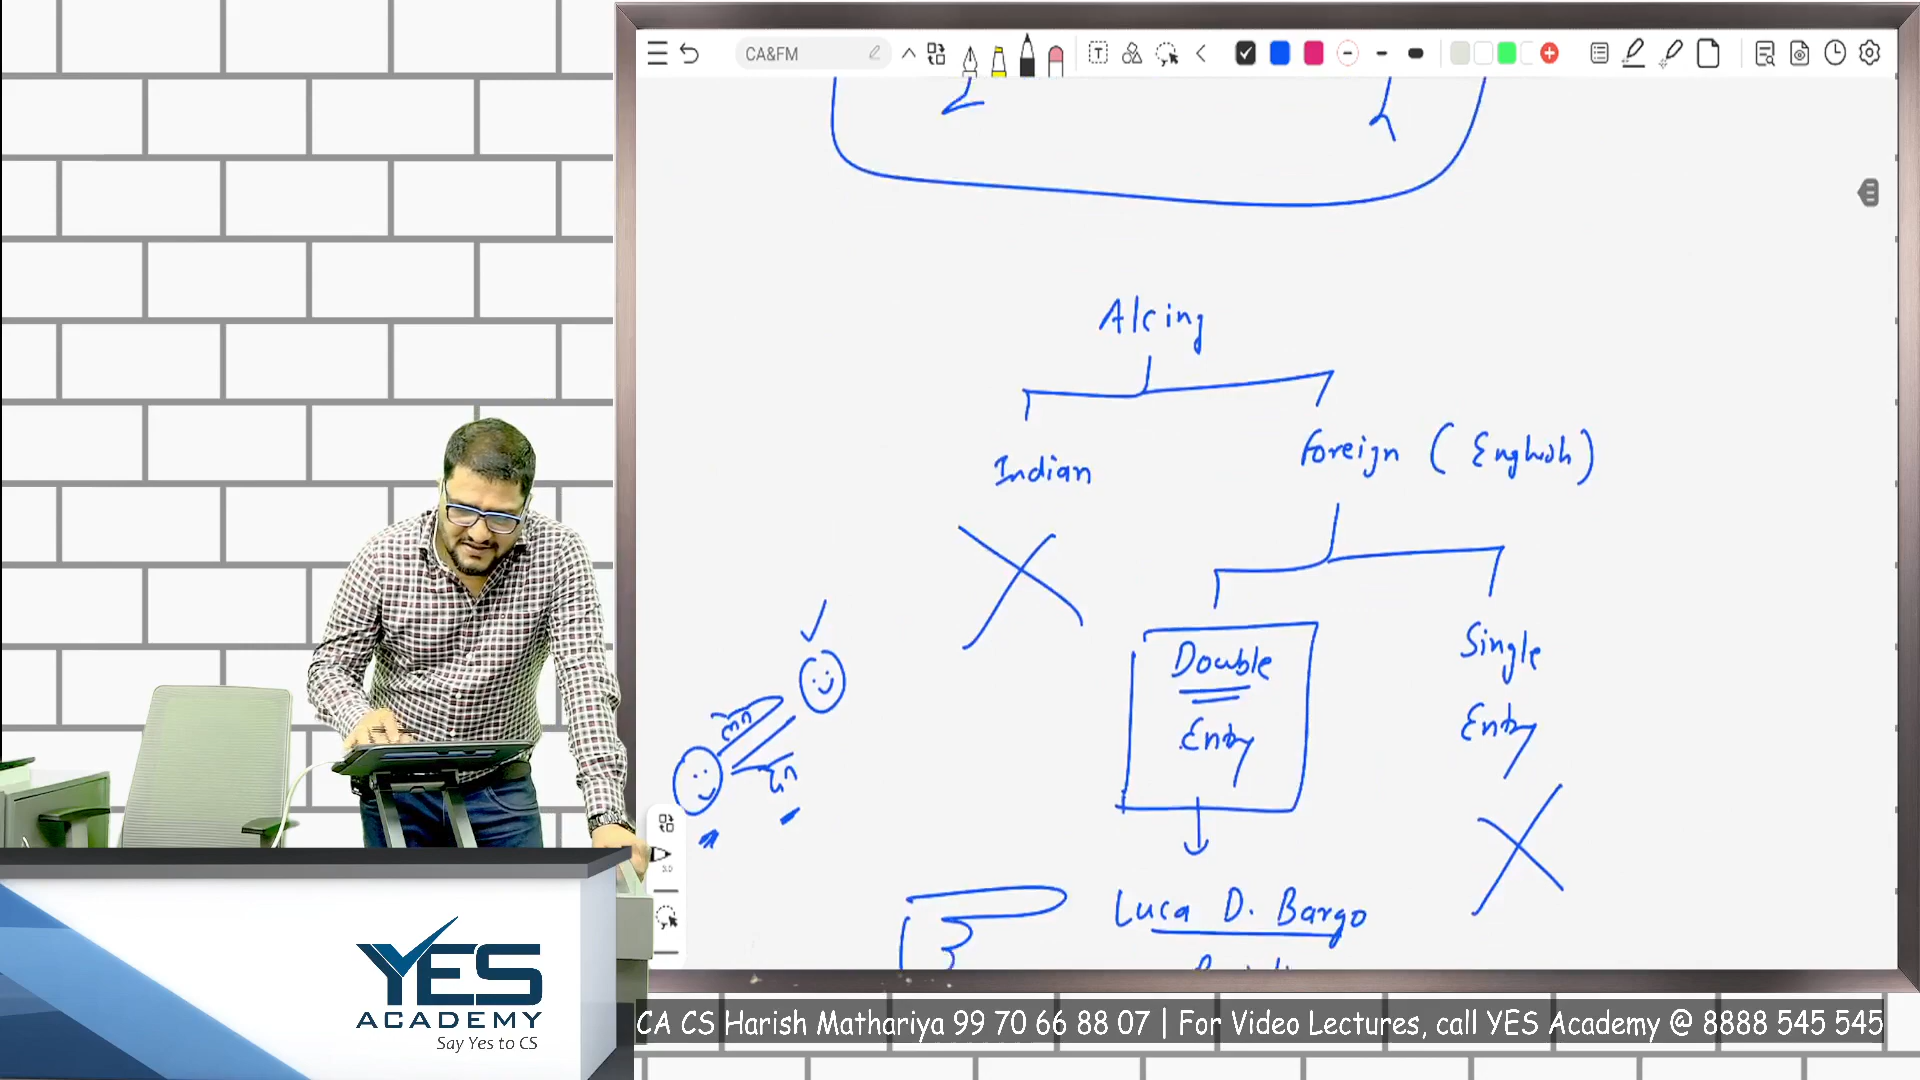 CA&FM
A/cing
Indian
Foreign (English)
Double
Entry
Single
Entry
Luca D. Bargo
YES
ACADEMY
Say Yes to CS
CA CS Harish Mathariya 99 70 66 88 07 | For Video Lectures, call YES Academy @ 8888 545 545